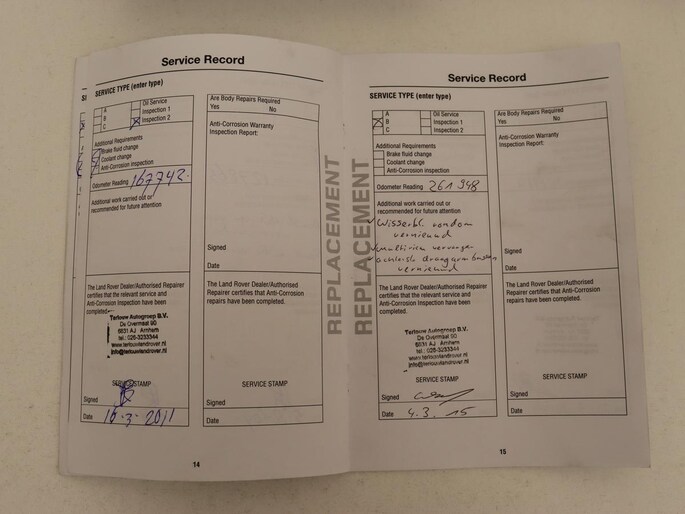 Service Record
SERVICE TYPE (enter type)
A
B
C
Oil Service
Inspection 1
Inspection 2
Additional Requirements
Brake fluid change
Coolant change
Anti-Corrosion inspection
Odometer Reading 167742.
Additional work carried out or
recommended for future attention
The Land Rover Dealer/Authorised
Repairer certifies that the relevant
service and
Anti-Corrosion Inspection have been
completed.
Terlouw Autogroep B.V.
De Overmaat 90
6831 AJ Arnhem
tel.: 026-3233344
www.terlouwlandrover.nl
info@terlouwlandrover.nl
SERVICE STAMP
Signed
Date 16-3-2011
Are Body Repairs Required
Yes No
Anti-Corrosion Warranty
Inspection Report:
Signed
Date
The Land Rover Dealer/Authorised
Repairer certifies that Anti-Corrosion
repairs have been completed.
SERVICE STAMP
Signed
Date
14
REPLACEMENT
REPLACEMENT
Service Record
SERVICE TYPE (enter type)
A
B
C
Oil Service
Inspection 1
Inspection 2
Additional Requirements
Brake fluid change
Coolant change
Anti-Corrosion inspection
Odometer Reading 261 948
Additional work carried out or
recommended for future attention
Wisserbl. rondom
vernieuwd
multiriem vervangen
draagarm bussen
vernieuwd
The Land Rover Dealer/Authorised
Repairer certifies that the relevant
service and
Anti-Corrosion Inspection have been
completed.
Terlouw Autogroep B.V.
De Overmaat 90
6831 AJ Arnhem
tel.: 026-3233344
www.terlouwlandrover.nl
info@terlouwlandrover.nl
SERVICE STAMP
Signed
Date 4.3.15
Are Body Repairs Required
Yes No
Anti-Corrosion Warranty
Inspection Report:
Signed
Date
The Land Rover Dealer/Authorised
Repairer certifies that Anti-Corrosion
repairs have been completed.
SERVICE STAMP
Signed
Date
15